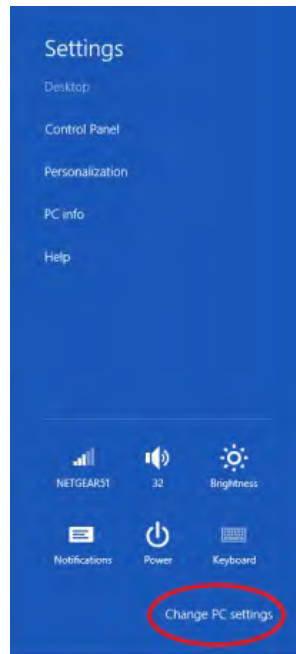 Settings
Desktop
Control Panel
Personalization
PC info
Help
NETGEAR51 32 Brightness
Notifications Power Keyboard
Change PC settings